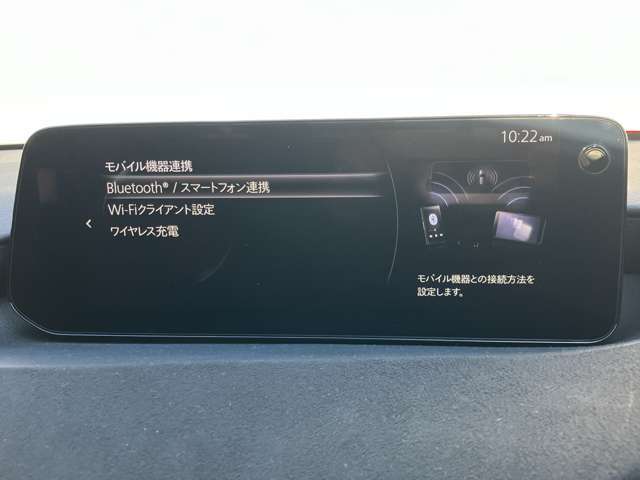 10:22 am
モバイル機器連携
Bluetooth® / スマートフォン連携
Wi-Fiクライアント設定
ワイヤレス充電
モバイル機器との接続方法を
設定します。